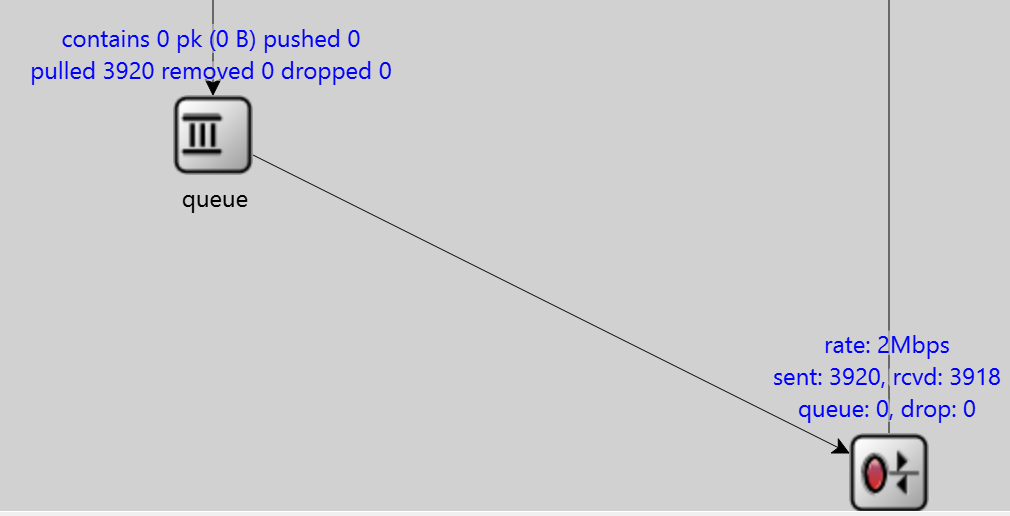 contains 0 pk (0 B) pushed 0
pulled 3920 removed 0 dropped 0
queue
rate: 2Mbps
sent: 3920, rcvd: 3918
queue: 0, drop: 0